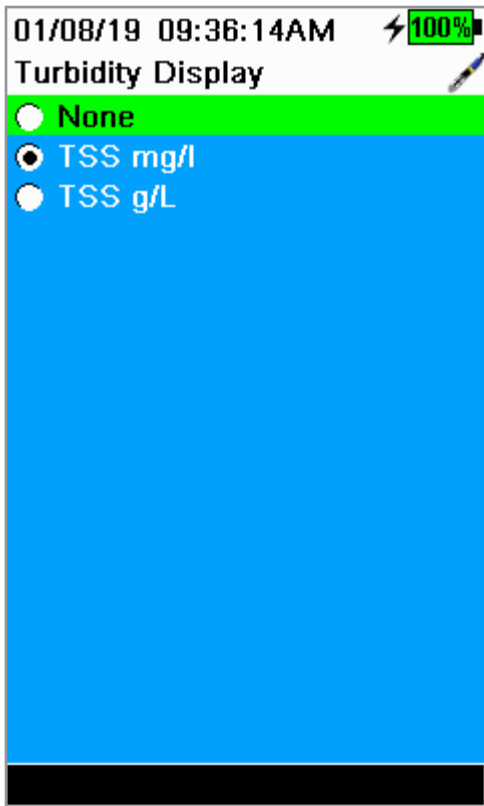 01/08/19 09:36:14AM 100%
Turbidity Display
None
TSS mg/l
TSS g/L